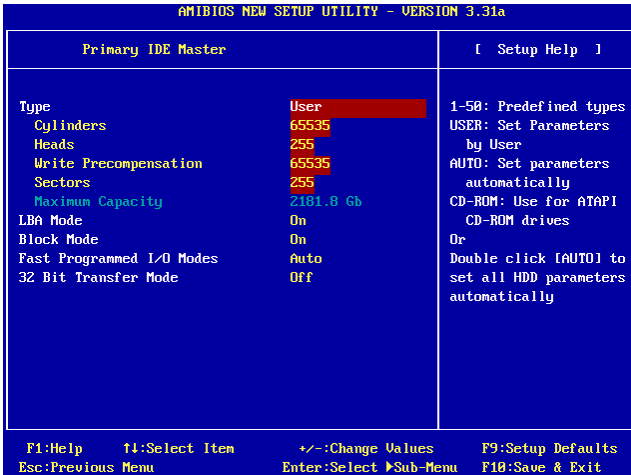 AMIBIOS NEW SETUP UTILITY - VERSION 3.31a
Primary IDE Master
[ Setup Help ]
Type User
Cylinders 65535
Heads 255
Write Precompensation 65535
Sectors 255
Maximum Capacity 2181.8 Gb
LBA Mode On
Block Mode On
Fast Programmed I/O Modes Auto
32 Bit Transfer Mode Off
1-50: Predefined types
USER: Set Parameters
by User
AUTO: Set parameters
automatically
CD-ROM: Use for ATAPI
CD-ROM drives
Or
Double click [AUTO] to
set all HDD parameters
automatically
F1:Help ↑↓:Select Item +/-:Change Values F9:Setup Defaults
Esc:Previous Menu Enter:Select ▶Sub-Menu F10:Save & Exit